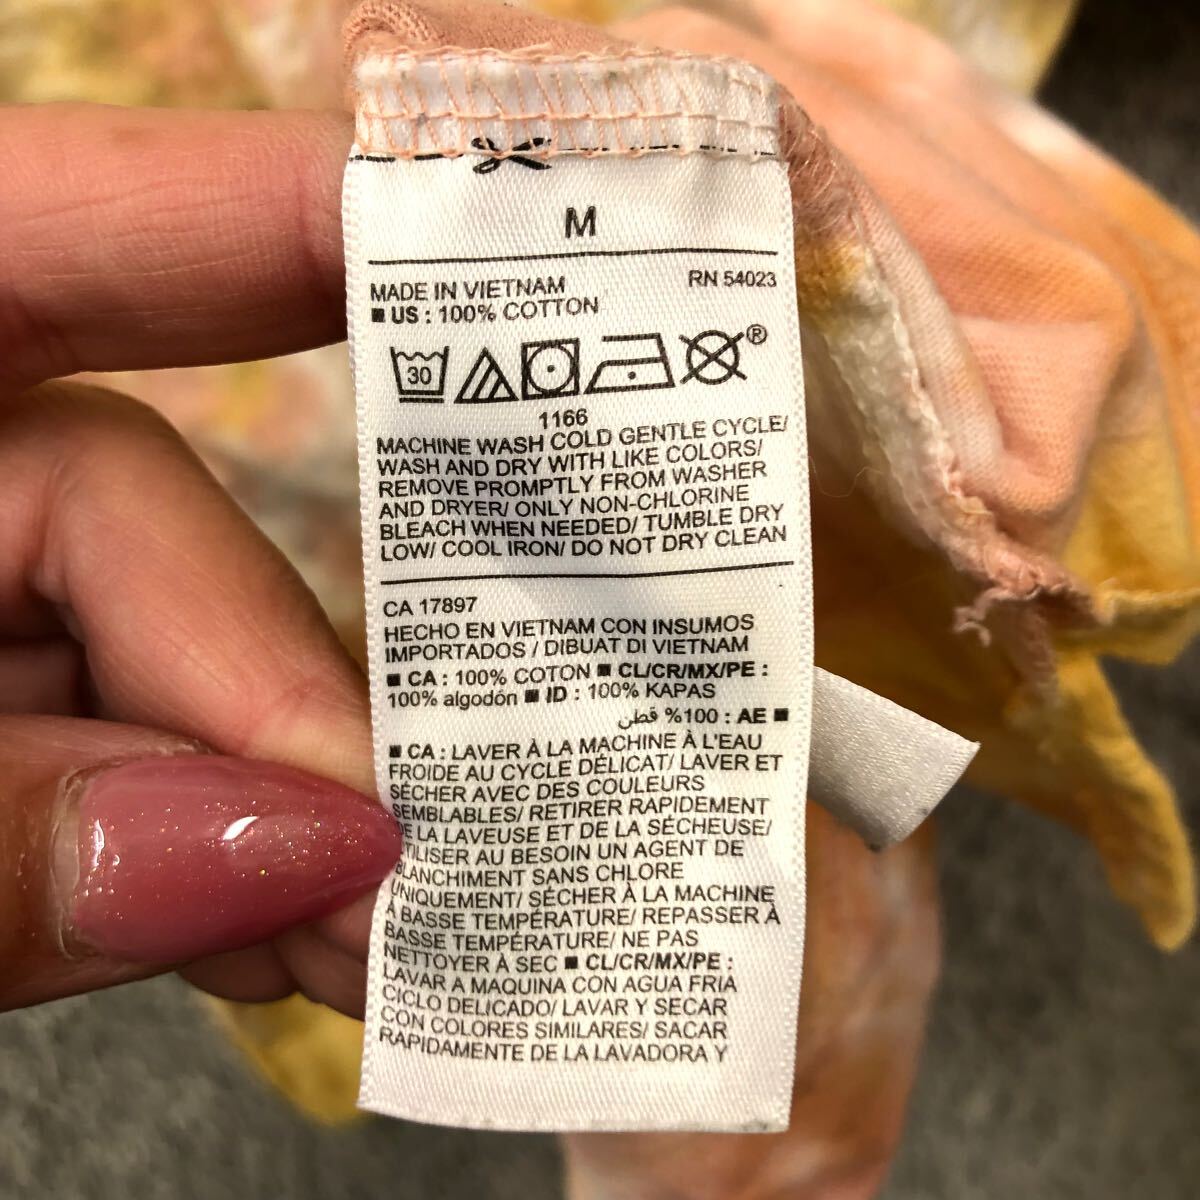 M
MADE IN VIETNAM RN 54023
■ US : 100% COTTON
30 ®
1166
MACHINE WASH COLD GENTLE CYCLE/
WASH AND DRY WITH LIKE COLORS/
REMOVE PROMPTLY FROM WASHER
AND DRYER/ ONLY NON-CHLORINE
BLEACH WHEN NEEDED/ TUMBLE DRY
LOW/ COOL IRON/ DO NOT DRY CLEAN
CA 17897
HECHO EN VIETNAM CON INSUMOS
IMPORTADOS / DIBUAT DI VIETNAM
■ CA : 100% COTON ■ CL/CR/MX/PE :
100% algodón ■ ID : 100% KAPAS
■ AE : 100% قطن
■ CA : LAVER À LA MACHINE À L'EAU
FROIDE AU CYCLE DÉLICAT/ LAVER ET
SÉCHER AVEC DES COULEURS
SEMBLABLES/ RETIRER RAPIDEMENT
DE LA LAVEUSE ET DE LA SÉCHEUSE/
UTILISER AU BESOIN UN AGENT DE
BLANCHIMENT SANS CHLORE
UNIQUEMENT/ SÉCHER À LA MACHINE
À BASSE TEMPÉRATURE/ REPASSER À
BASSE TEMPÉRATURE/ NE PAS
NETTOYER À SEC ■ CL/CR/MX/PE :
LAVAR A MAQUINA CON AGUA FRIA
CICLO DELICADO/ LAVAR Y SECAR
CON COLORES SIMILARES/ SACAR
RAPIDAMENTE DE LA LAVADORA Y